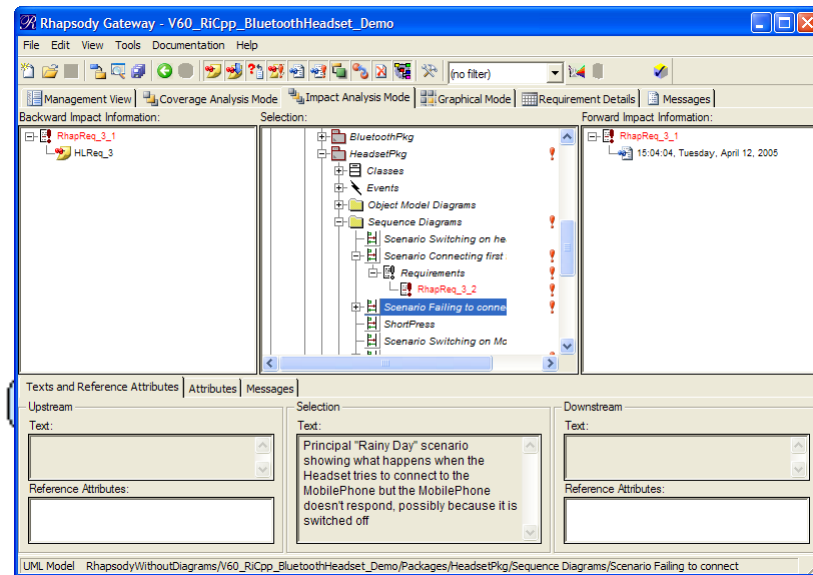 Rhapsody Gateway - V60_RiCpp_BluetoothHeadset_Demo
File Edit View Tools Documentation Help
(no filter)
Management View Coverage Analysis Mode Impact Analysis Mode Graphical Mode Requirement Details Messages
Backward Impact Information: Selection: Forward Impact Information:
RhapReq_3_1
HLReq_3
BluetoothPkg
HeadsetPkg
Classes
Events
Object Model Diagrams
Sequence Diagrams
Scenario Switching on he
Scenario Connecting first
Requirements
RhapReq_3_2
Scenario Failing to conne
ShortPress
Scenario Switching on Mo
RhapReq_3_1
15:04:04, Tuesday, April 12, 2005
Texts and Reference Attributes Attributes Messages
Upstream
Text:
Reference Attributes:
Selection
Text:
Principal "Rainy Day" scenario
showing what happens when the
Headset tries to connect to the
MobilePhone but the MobilePhone
doesn't respond, possibly because it is
switched off
Downstream
Text:
Reference Attributes:
UML Model RhapsodyWithoutDiagrams/V60_RiCpp_BluetoothHeadset_Demo/Packages/HeadsetPkg/Sequence Diagrams/Scenario Failing to connect